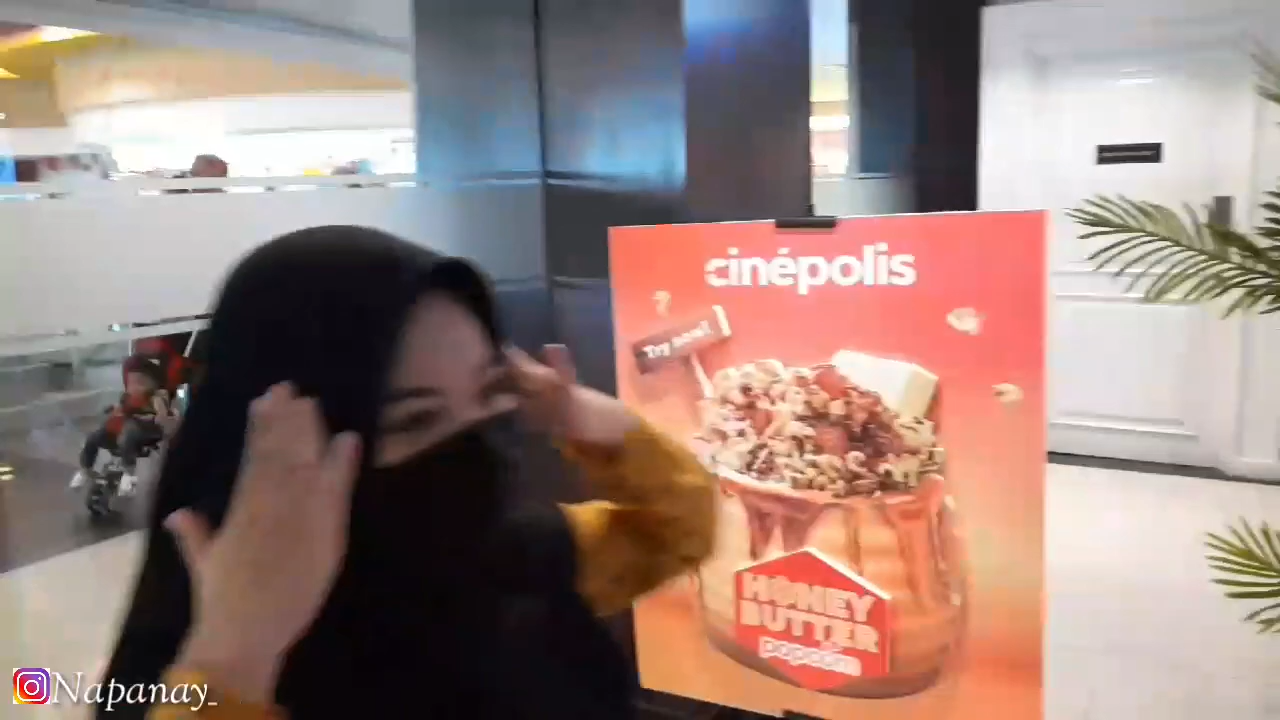 cinépolis
Try now!
HONEY
BUTTER
popcorn
Napanay_